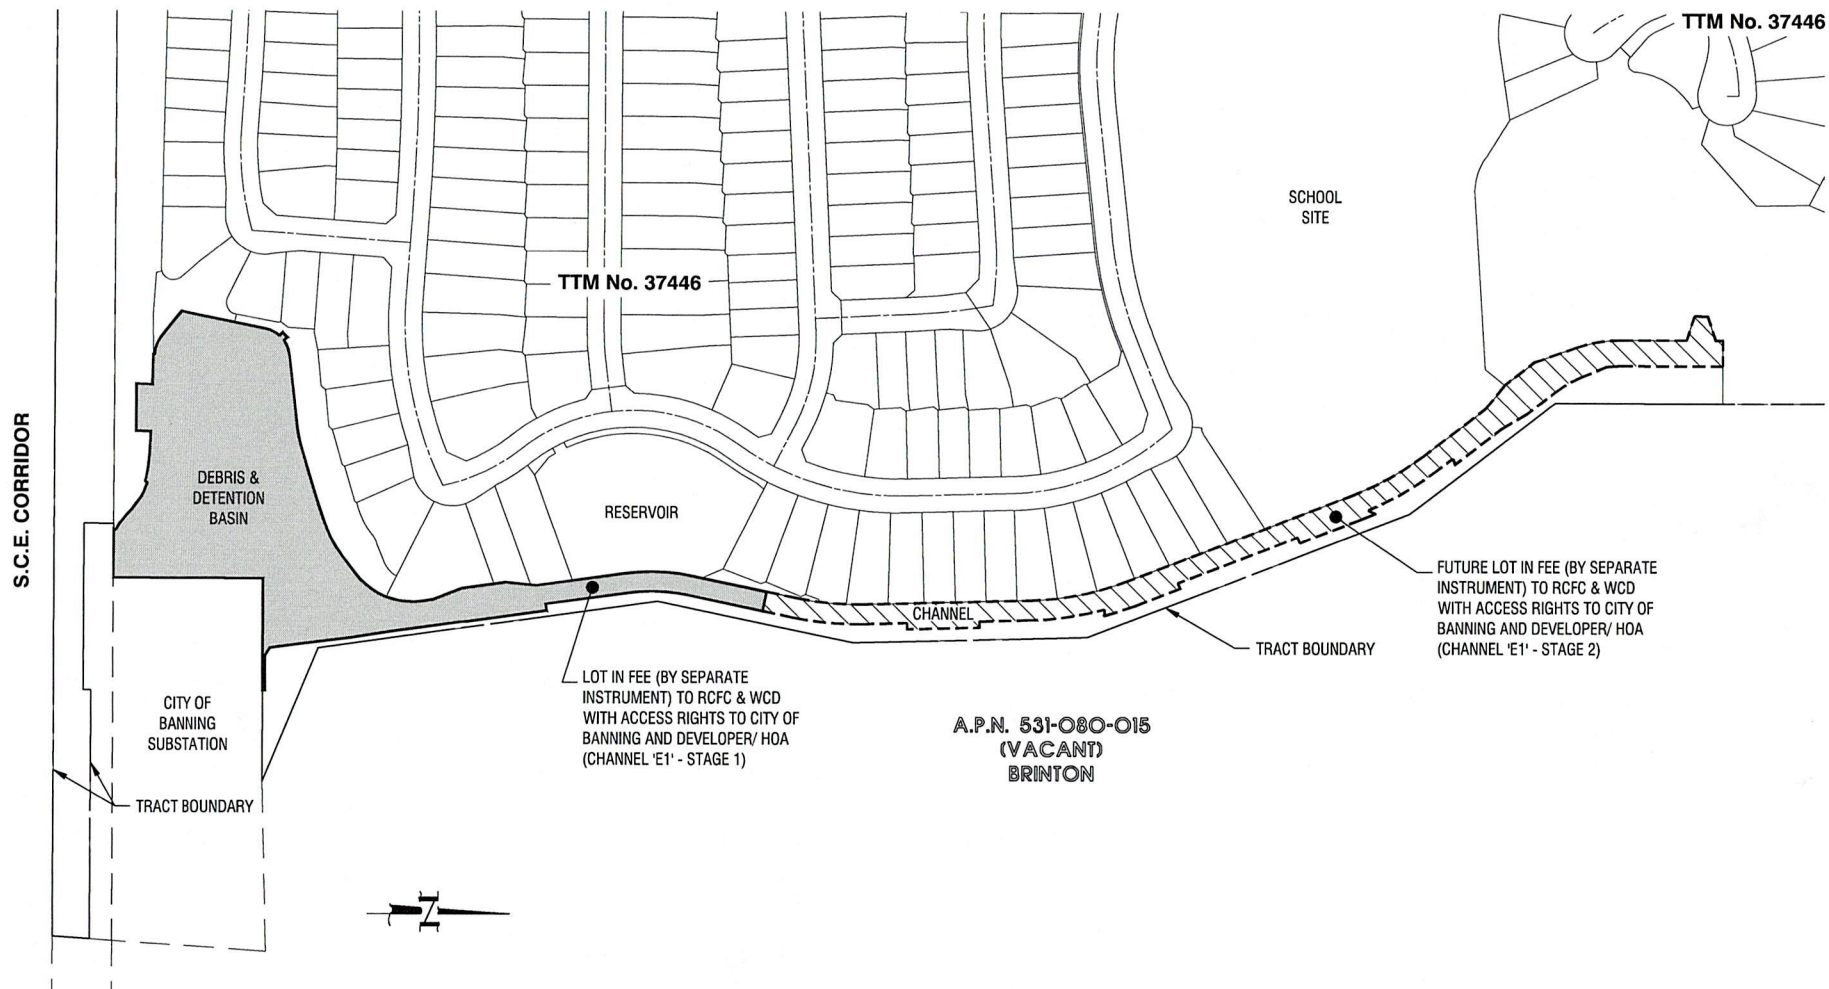 TTM No. 37446
SCHOOL
SITE
TTM No. 37446
S.C.E. CORRIDOR
DEBRIS &
DETENTION
BASIN
RESERVOIR
CHANNEL
FUTURE LOT IN FEE (BY SEPARATE
INSTRUMENT) TO RCFC & WCD
WITH ACCESS RIGHTS TO CITY OF
BANNING AND DEVELOPER/ HOA
(CHANNEL 'E1' - STAGE 2)
TRACT BOUNDARY
LOT IN FEE (BY SEPARATE
INSTRUMENT) TO RCFC & WCD
WITH ACCESS RIGHTS TO CITY OF
BANNING AND DEVELOPER/ HOA
(CHANNEL 'E1' - STAGE 1)
CITY OF
BANNING
SUBSTATION
A.P.N. 531-080-015
(VACANT)
BRINTON
TRACT BOUNDARY
N